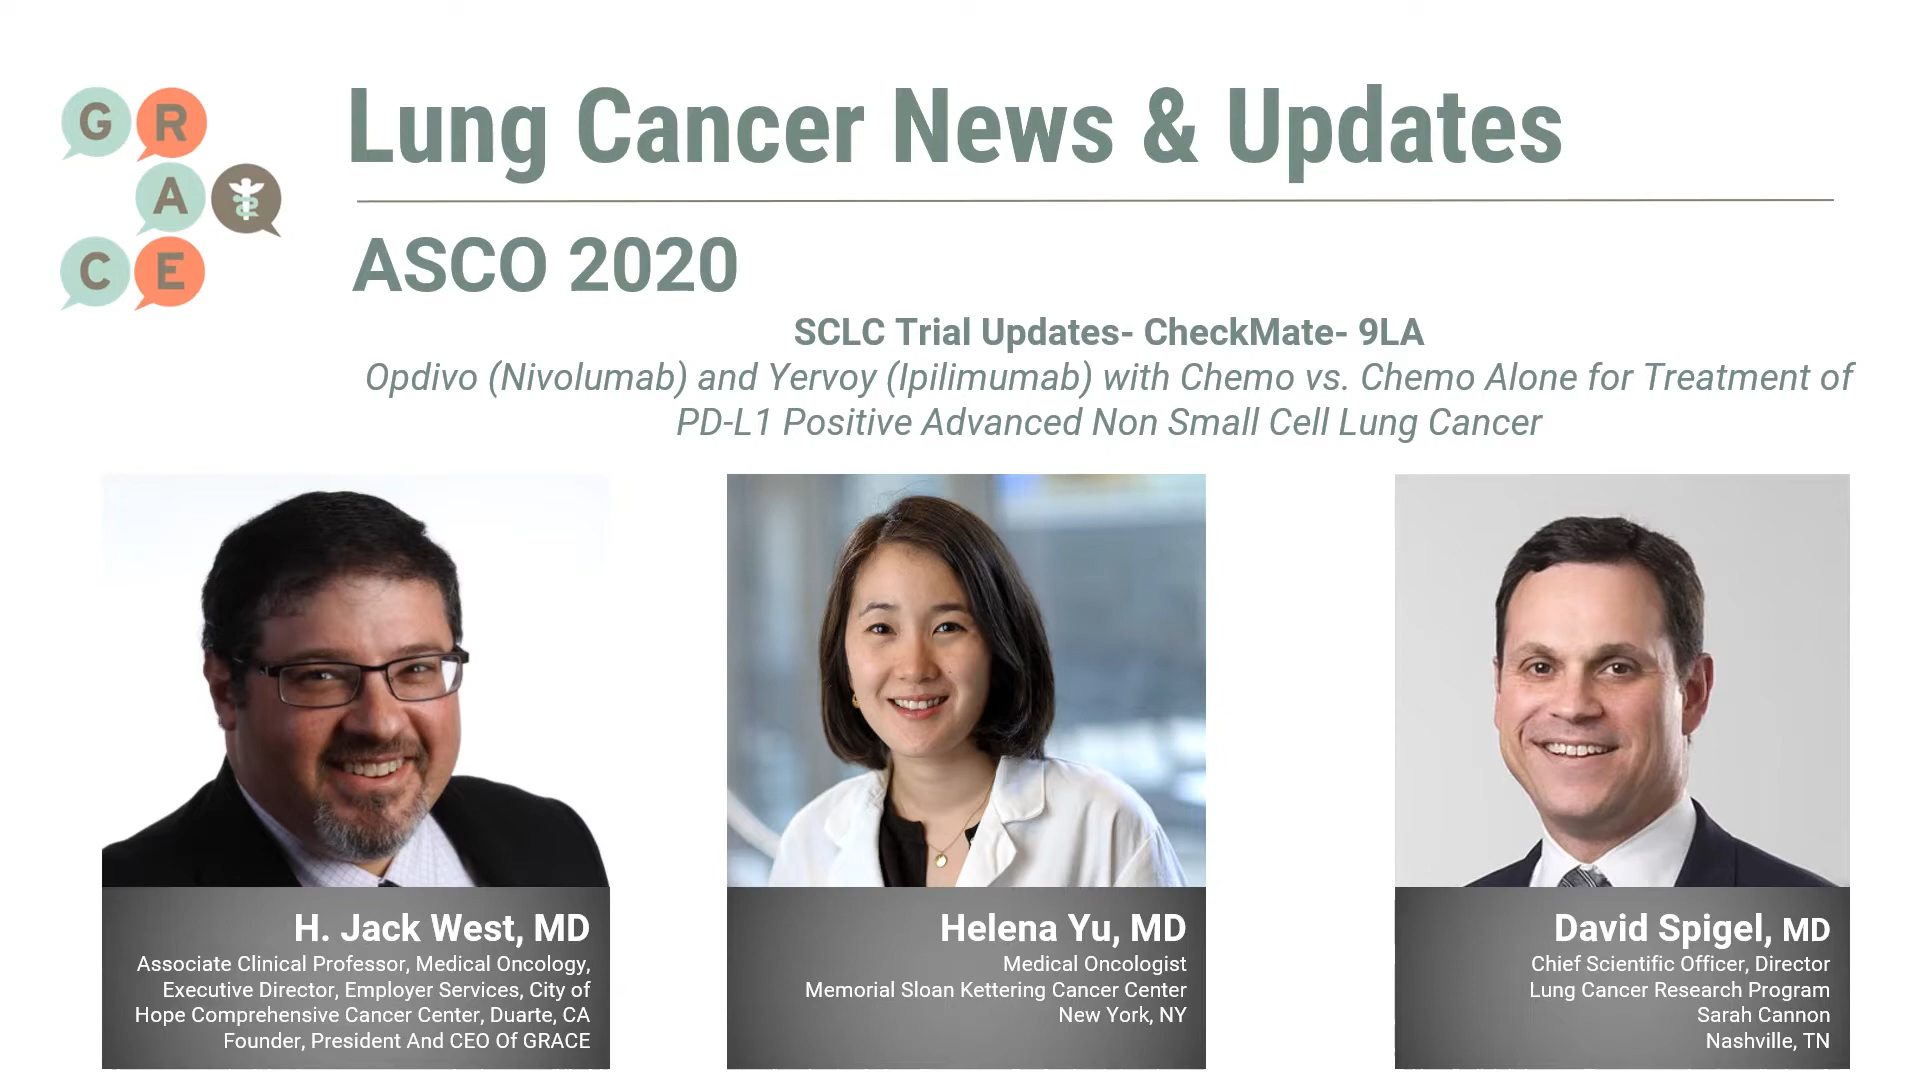 G R
A
C E
Lung Cancer News & Updates
ASCO 2020
SCLC Trial Updates- CheckMate- 9LA
Opdivo (Nivolumab) and Yervoy (Ipilimumab) with Chemo vs. Chemo Alone for Treatment of
PD-L1 Positive Advanced Non Small Cell Lung Cancer
H. Jack West, MD
Associate Clinical Professor, Medical Oncology,
Executive Director, Employer Services, City of
Hope Comprehensive Cancer Center, Duarte, CA
Founder, President And CEO Of GRACE
Helena Yu, MD
Medical Oncologist
Memorial Sloan Kettering Cancer Center
New York, NY
David Spigel, MD
Chief Scientific Officer, Director
Lung Cancer Research Program
Sarah Cannon
Nashville, TN